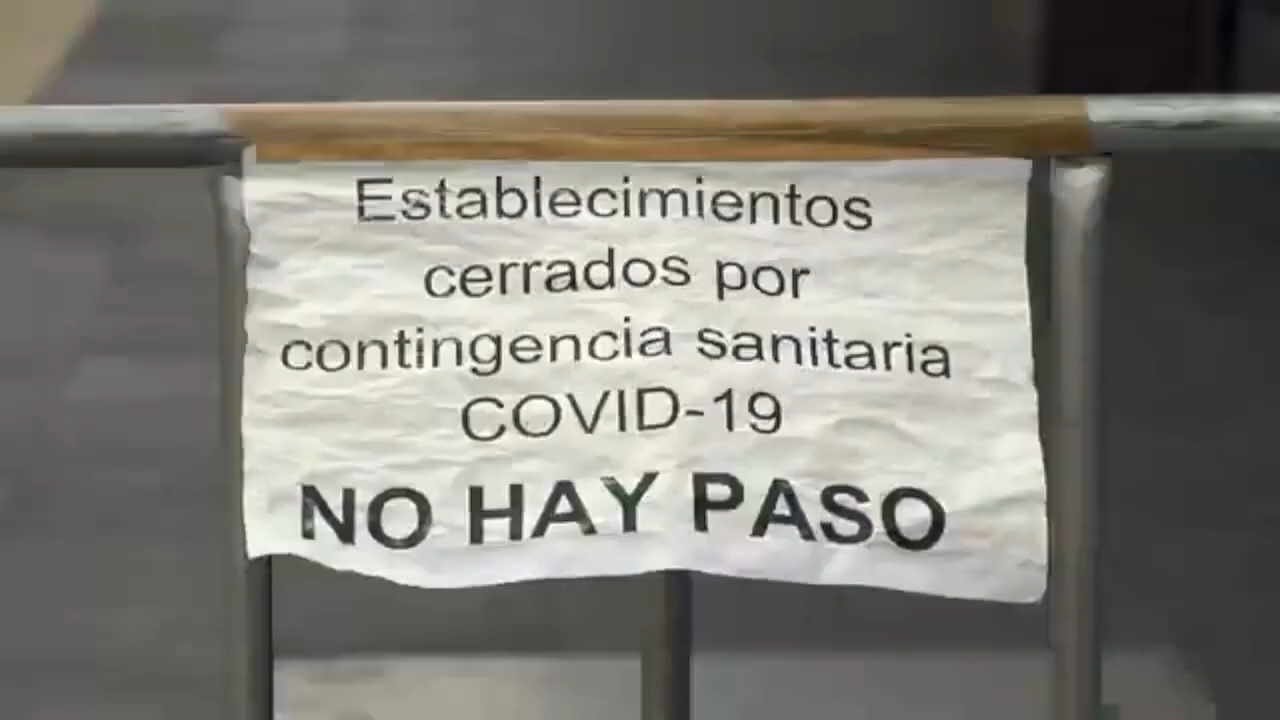 Establecimientos
cerrados por
contingencia sanitaria
COVID-19
NO HAY PASO